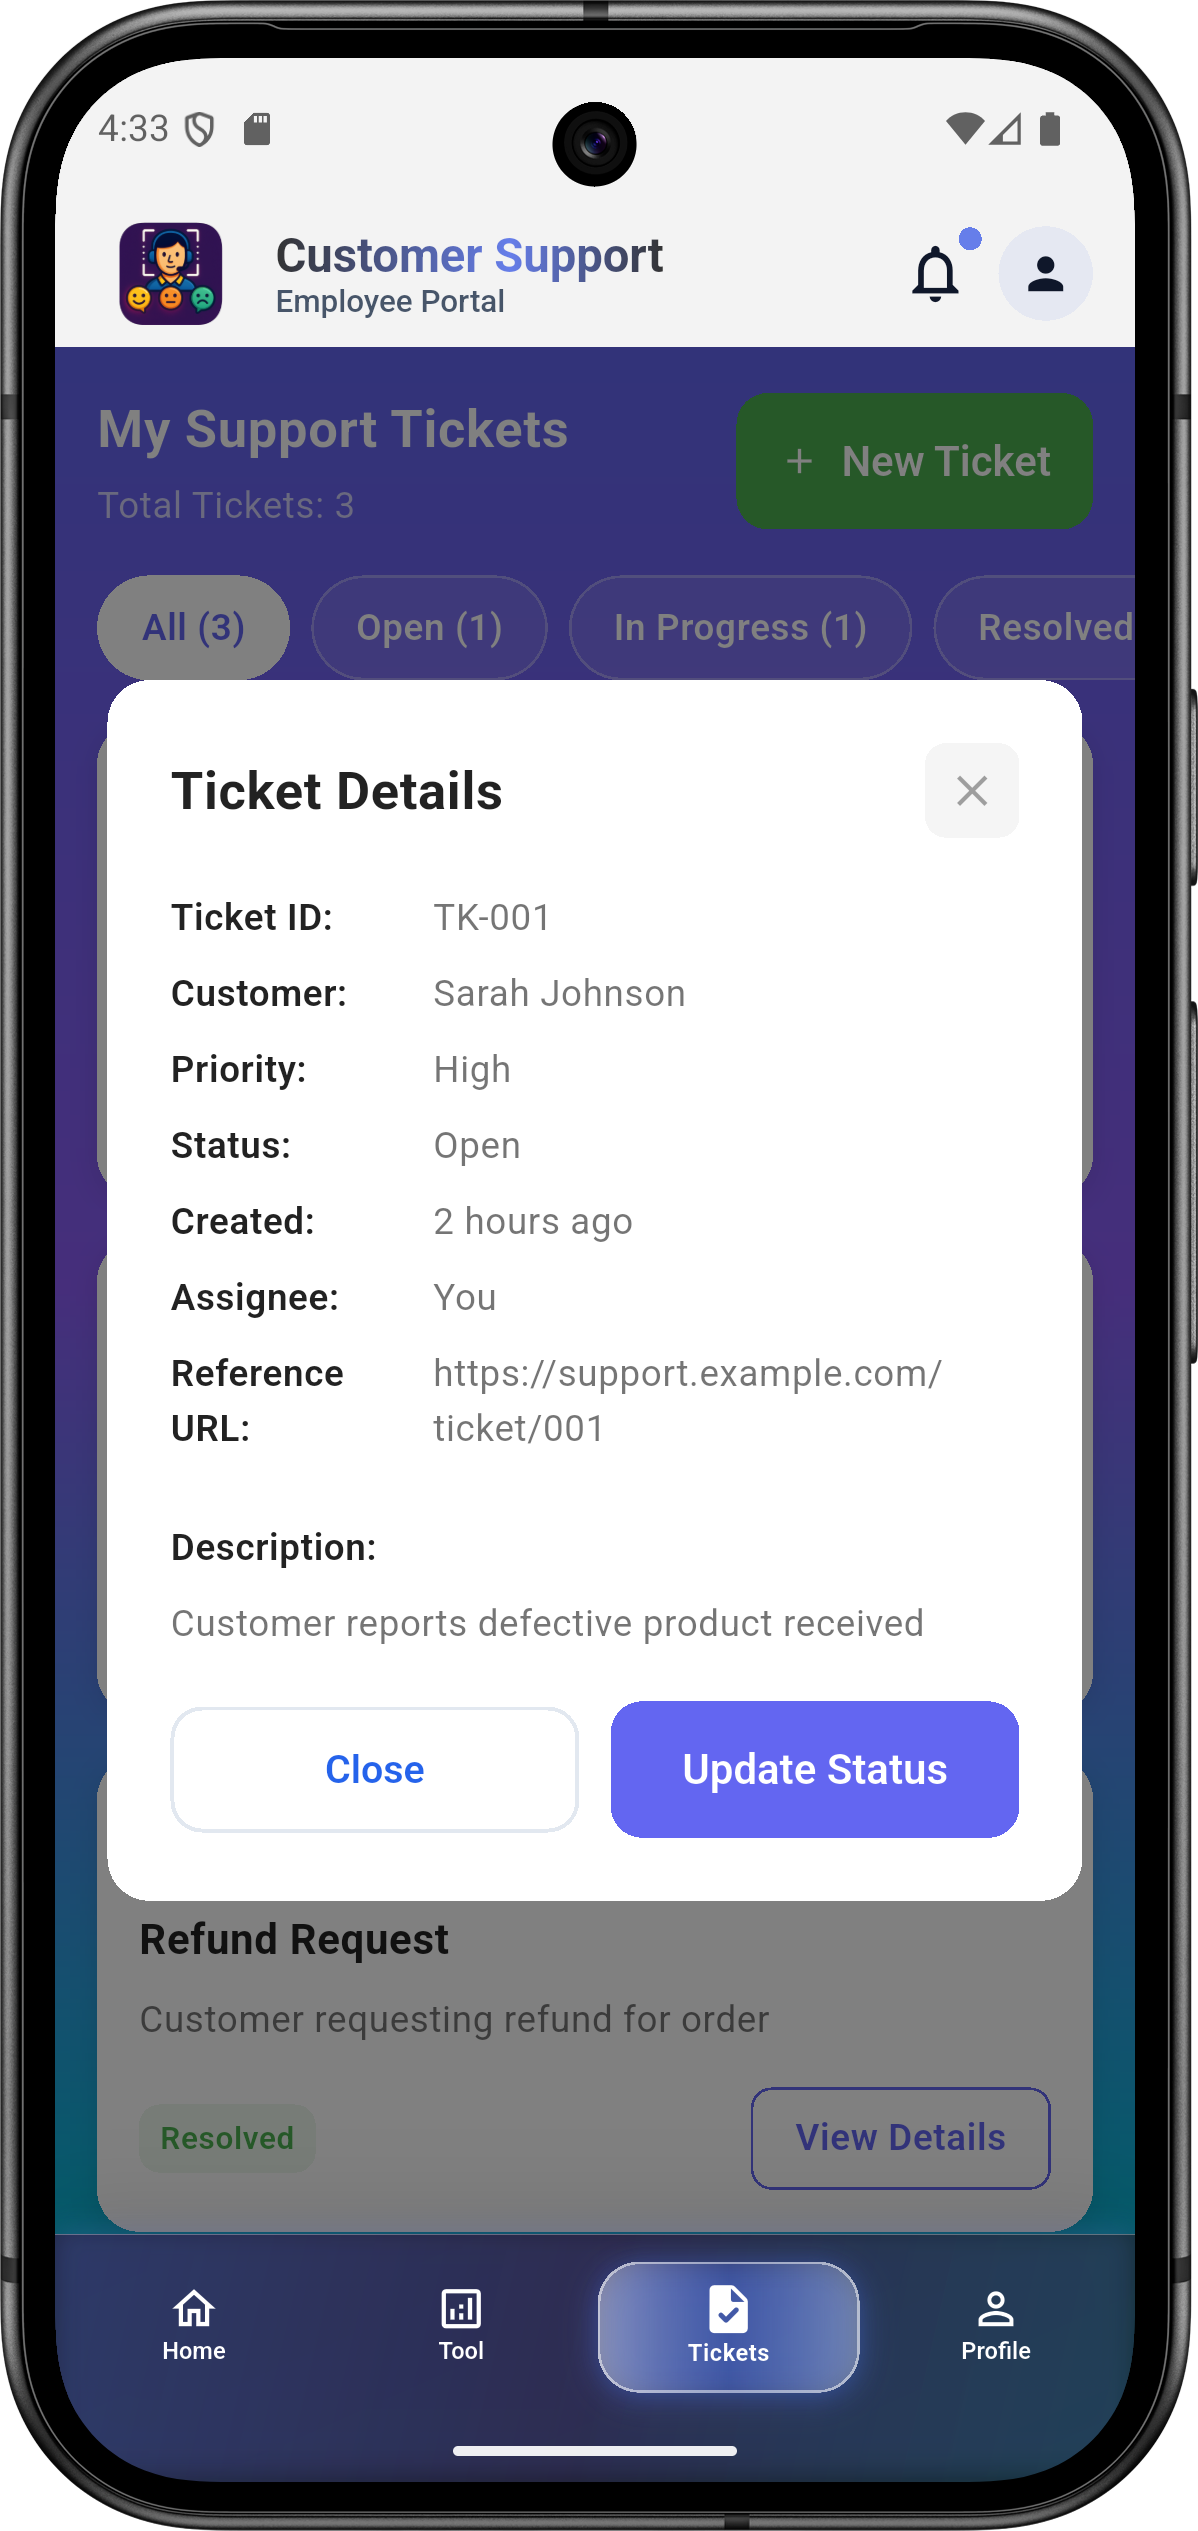 4:33
Customer Support
Employee Portal
My Support Tickets
Total Tickets: 3
+ New Ticket
All (3)
Open (1)
In Progress (1)
Resolved
Ticket Details
Ticket ID: TK-001
Customer: Sarah Johnson
Priority: High
Status: Open
Created: 2 hours ago
Assignee: You
Reference URL: https://support.example.com/
ticket/001
Description:
Customer reports defective product received
Close
Update Status
Refund Request
Customer requesting refund for order
Resolved
View Details
Home
Tool
Tickets
Profile